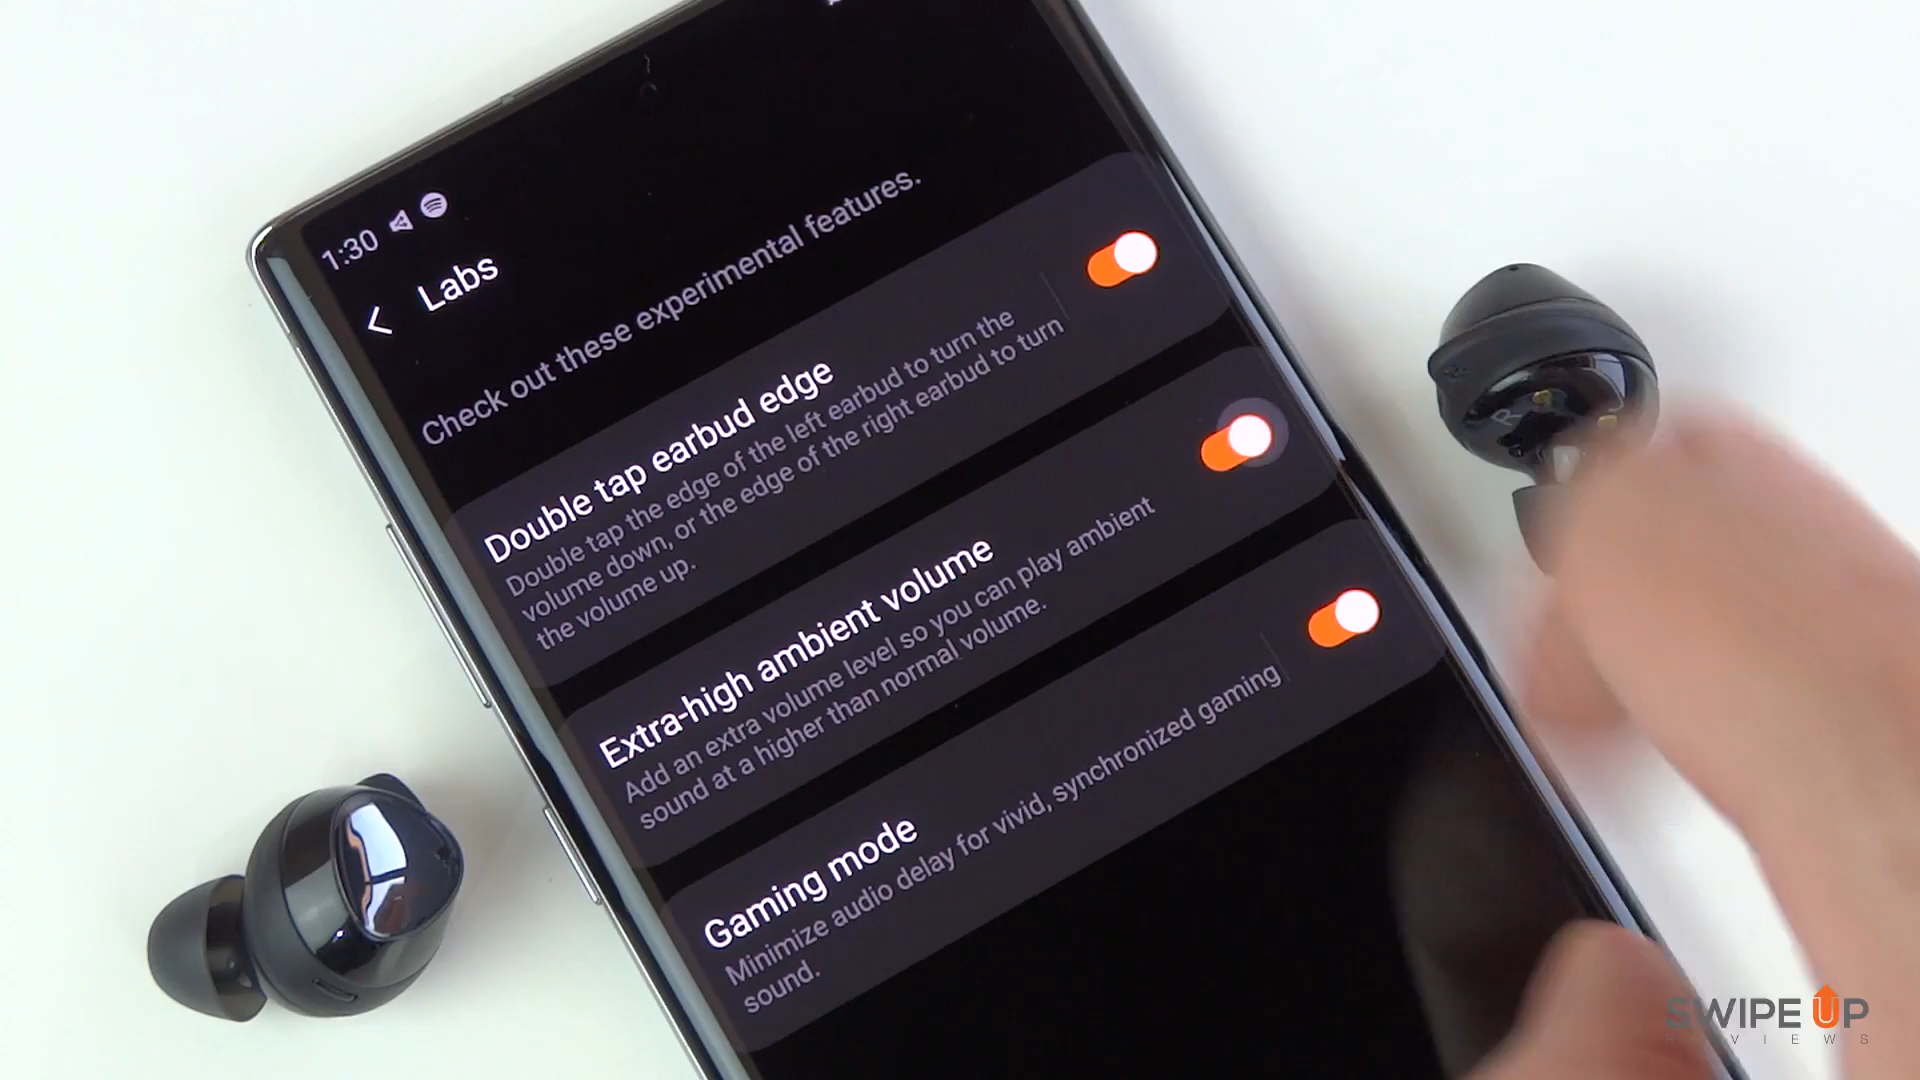 1:30
Labs
Check out these experimental features.
Double tap earbud edge
Double tap the edge of the left earbud to turn the
volume down, or the edge of the right earbud to turn
the volume up.
Extra-high ambient volume
Add an extra volume level so you can play ambient
sound at a higher than normal volume.
Gaming mode
Minimize audio delay for vivid, synchronized gaming
sound.
R
SWIPE UP
REVIEWS